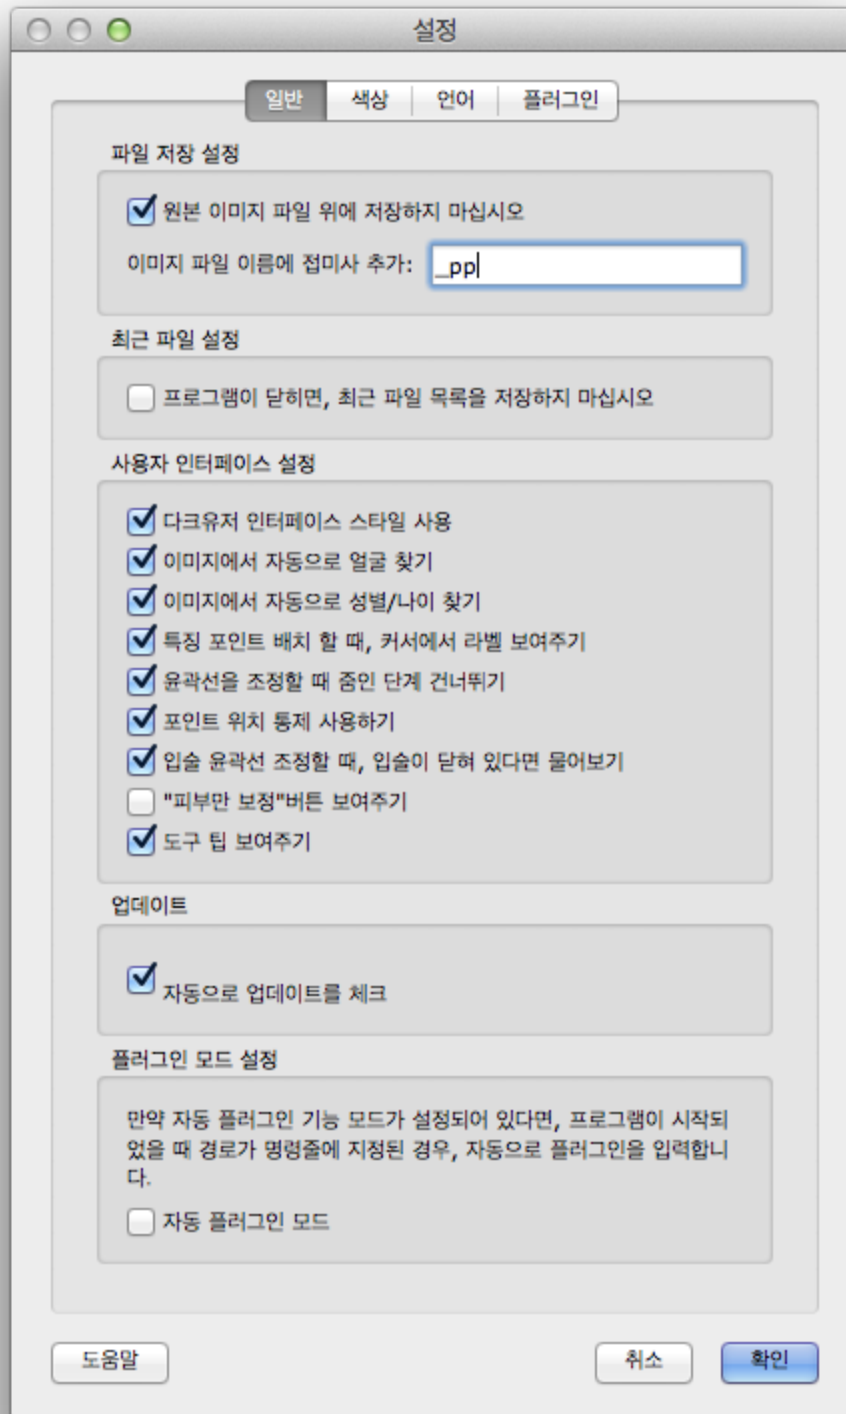 설정
일반 색상 언어 플러그인
파일 저장 설정
원본 이미지 파일 위에 저장하지 마십시오
이미지 파일 이름에 접미사 추가: _pp
최근 파일 설정
프로그램이 닫히면, 최근 파일 목록을 저장하지 마십시오
사용자 인터페이스 설정
다크유저 인터페이스 스타일 사용
이미지에서 자동으로 얼굴 찾기
이미지에서 자동으로 성별/나이 찾기
특징 포인트 배치 할 때, 커서에서 라벨 보여주기
윤곽선을 조정할 때 줌인 단계 건너뛰기
포인트 위치 통제 사용하기
입술 윤곽선 조정할 때, 입술이 닫혀 있다면 물어보기
"피부만 보정"버튼 보여주기
도구 팁 보여주기
업데이트
자동으로 업데이트를 체크
플러그인 모드 설정
만약 자동 플러그인 기능 모드가 설정되어 있다면, 프로그램이 시작되
었을 때 경로가 명령줄에 지정된 경우, 자동으로 플러그인을 입력합니
다.
자동 플러그인 모드
도움말 취소 확인